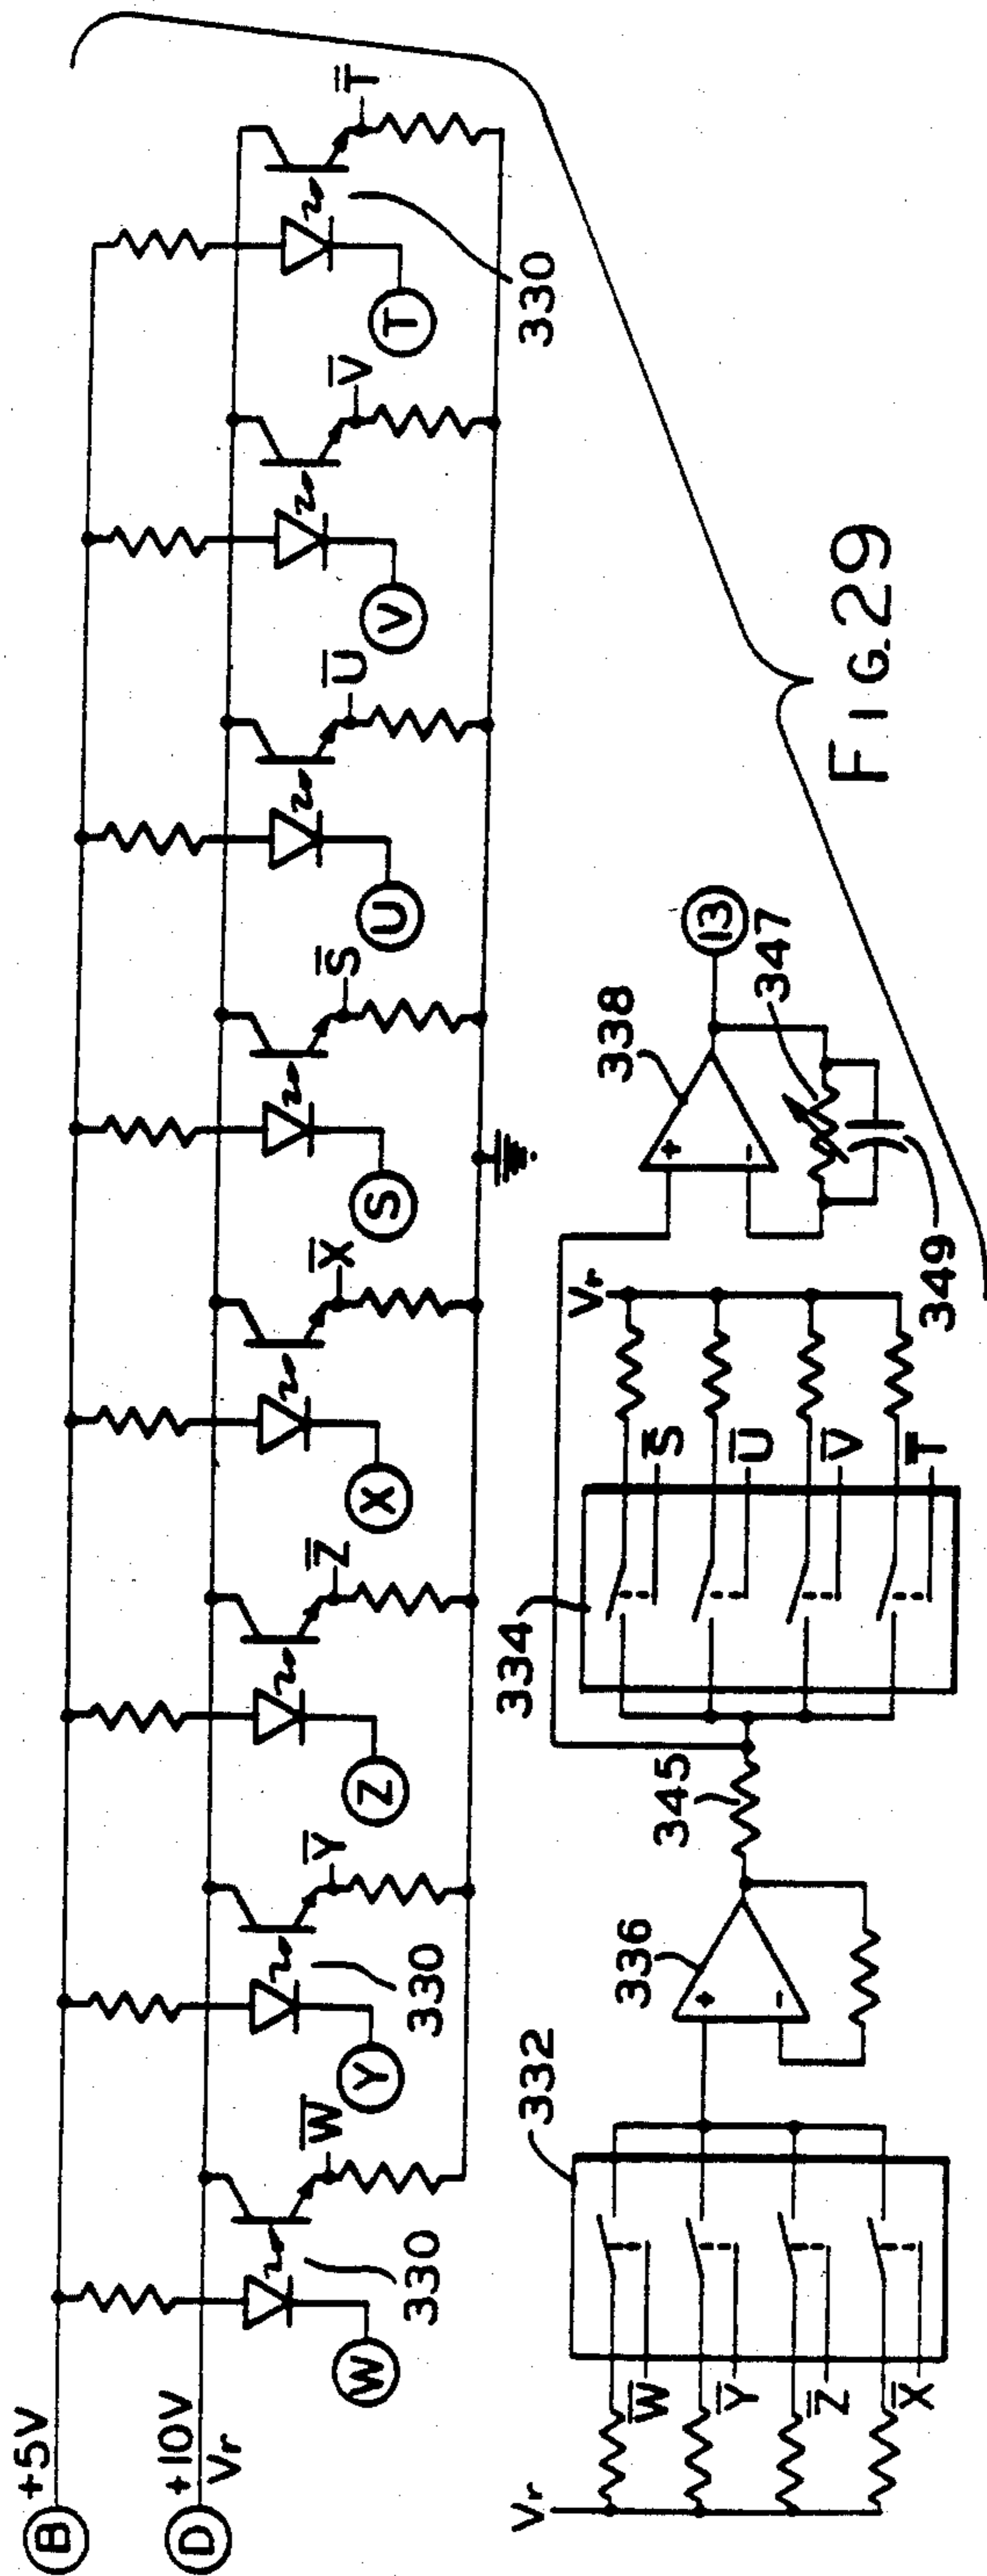 B +5V
D +10V
Vr
W W̅ Y Y̅ Z Z̅ X X̅ S S̅ U U̅ V V̅ T T̅
330 330 330
332 336 345 334 338 13
Vr Vr
W̅ + S̅ +
Y̅ - U̅ -
Z̅ V̅ 347
X̅ T̅ 349
FIG. 29